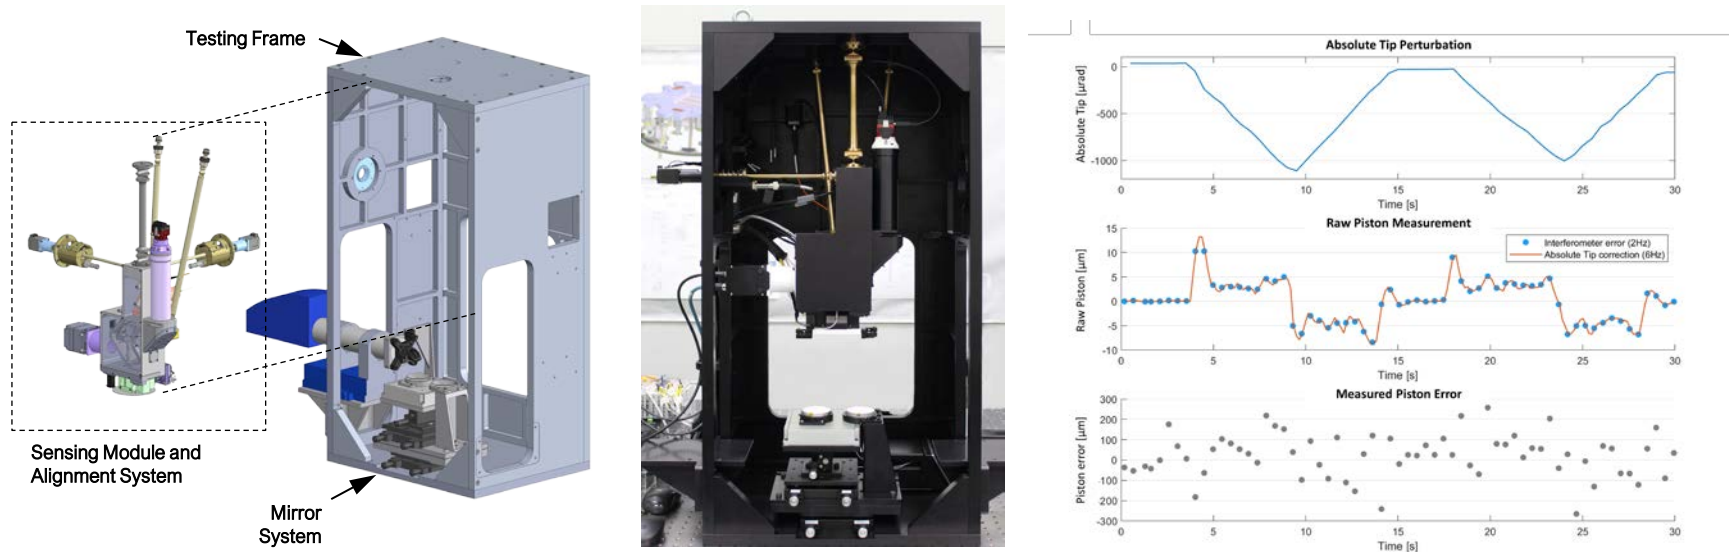 Testing Frame
Sensing Module and
Alignment System
Mirror
System
Absolute Tip Perturbation
Absolute Tip [µrad]
0
-500
-1000
0 5 10 15 20 25 30
Time [s]
Raw Piston Measurement
Raw Piston [µm]
15
10
5
0
-5
-10
Interferometer error (2Hz)
Absolute Tip correction (6Hz)
0 5 10 15 20 25 30
Time [s]
Measured Piston Error
Piston error [µm]
300
200
100
0
-100
-200
-300
0 5 10 15 20 25 30
Time [s]